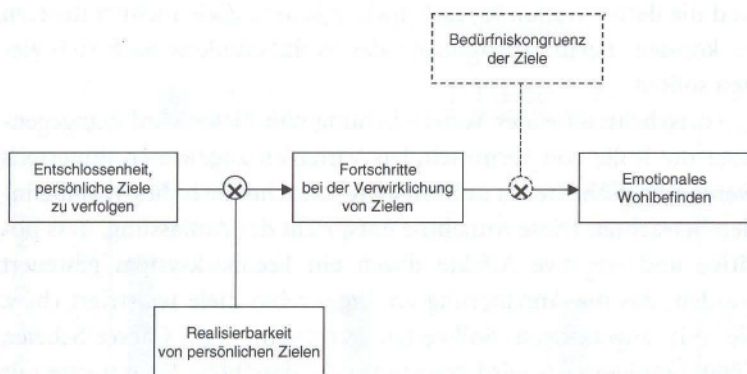 Bedürfniskongruenz
der Ziele
Entschlossenheit,
persönliche Ziele
zu verfolgen
Fortschritte
bei der Verwirklichung
von Zielen
Emotionales
Wohlbefinden
Realisierbarkeit
von persönlichen Zielen